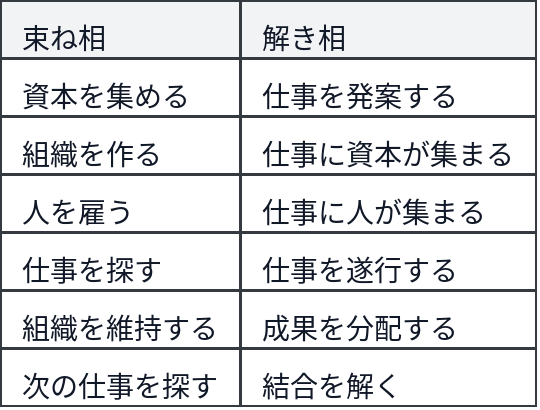 束ね相 解き相
資本を集める 仕事を発案する
組織を作る 仕事に資本が集まる
人を雇う 仕事に人が集まる
仕事を探す 仕事を遂行する
組織を維持する 成果を分配する
次の仕事を探す 結合を解く